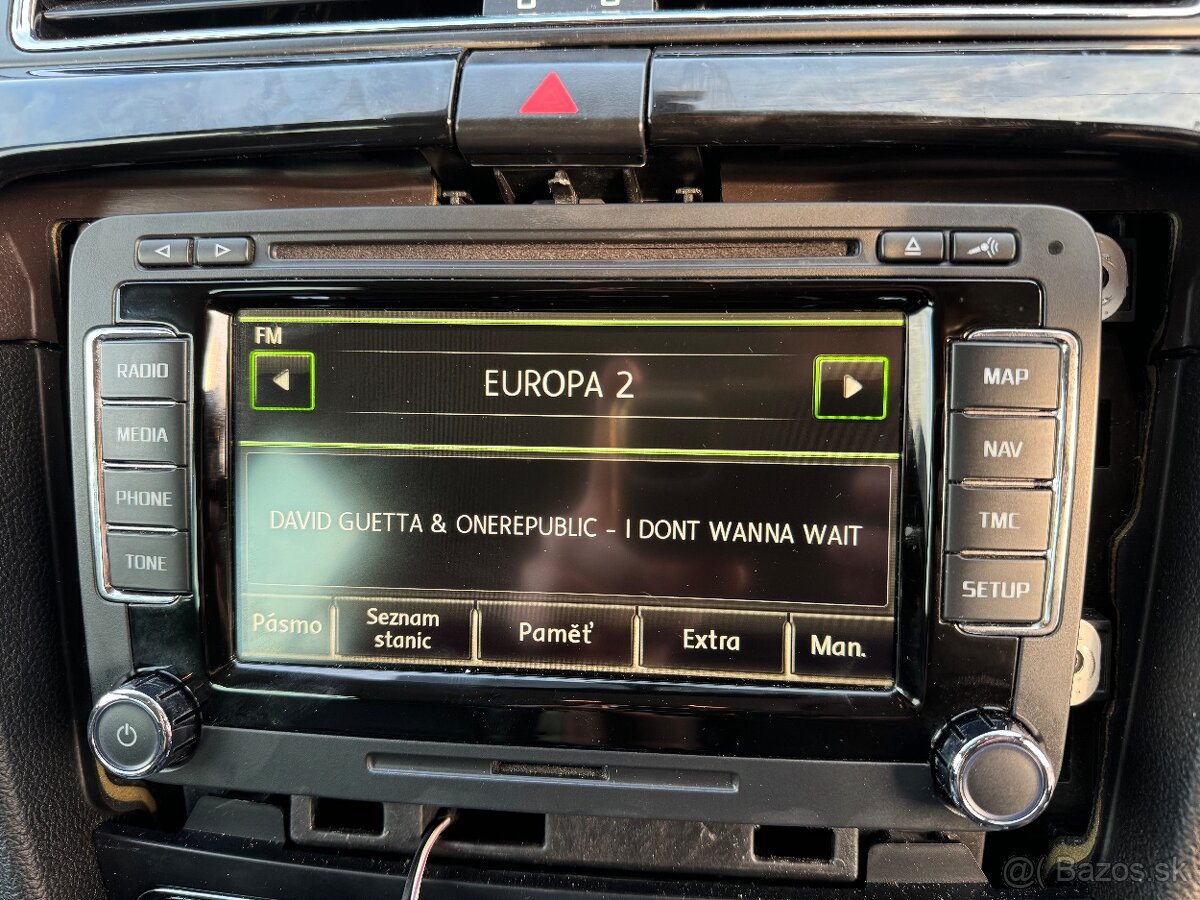 FM
EUROPA 2
DAVID GUETTA & ONEREPUBLIC - I DONT WANNA WAIT
Pásmo
Seznam
stanic
Paměť
Extra
Man.
RADIO
MEDIA
PHONE
TONE
MAP
NAV
TMC
SETUP
@( Bazos.sk